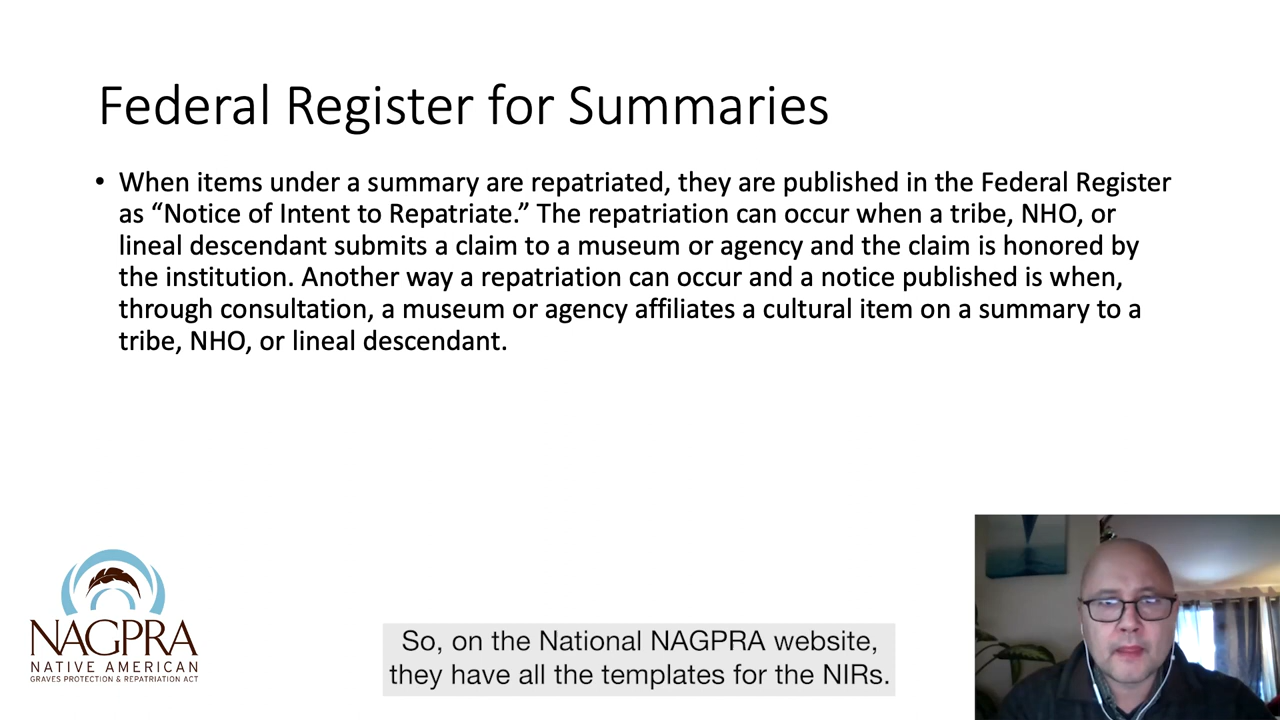 Federal Register for Summaries
• When items under a summary are repatriated, they are published in the Federal Register
as “Notice of Intent to Repatriate.” The repatriation can occur when a tribe, NHO, or
lineal descendant submits a claim to a museum or agency and the claim is honored by
the institution. Another way a repatriation can occur and a notice published is when,
through consultation, a museum or agency affiliates a cultural item on a summary to a
tribe, NHO, or lineal descendant.
NAGPRA
NATIVE AMERICAN
GRAVES PROTECTION & REPATRIATION ACT
So, on the National NAGPRA website,
they have all the templates for the NIRs.